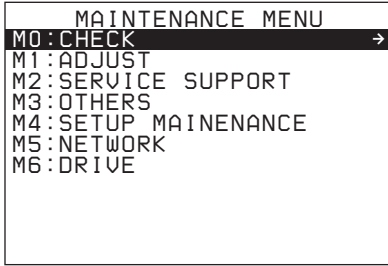 MAINTENANCE MENU
M0:CHECK →
M1:ADJUST
M2:SERVICE SUPPORT
M3:OTHERS
M4:SETUP MAINENANCE
M5:NETWORK
M6:DRIVE